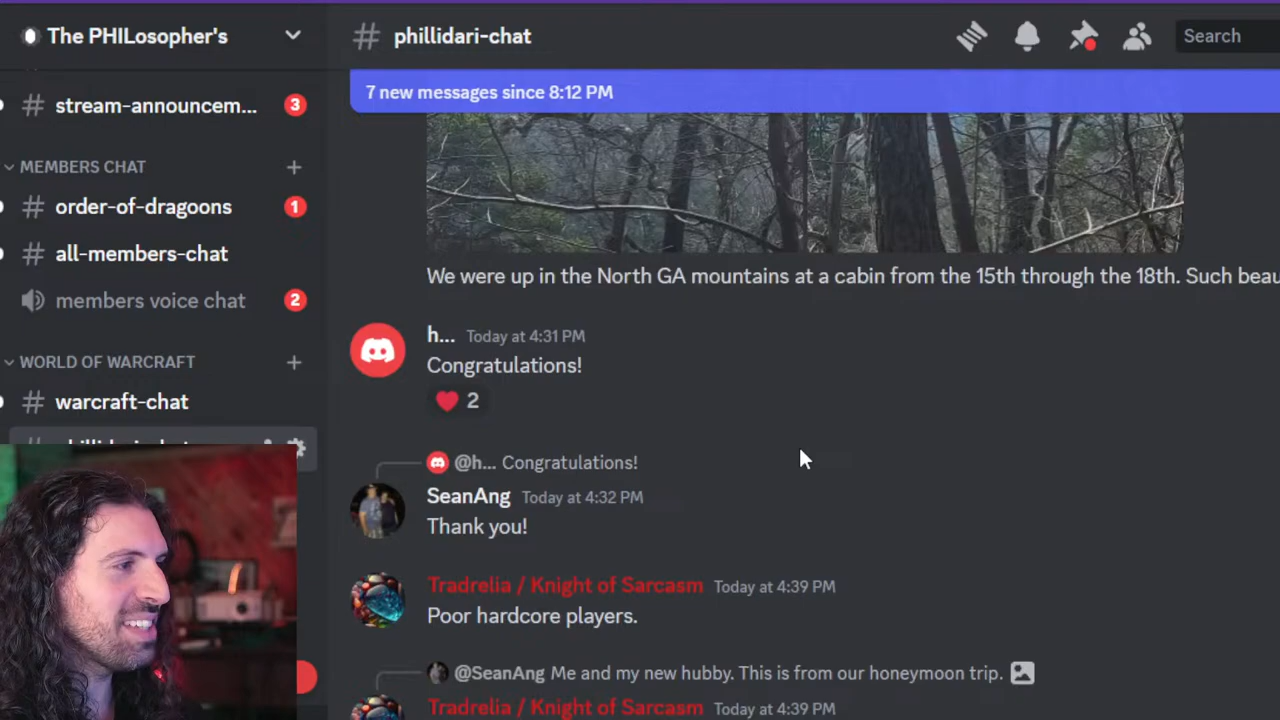 The PHILosopher's
phillidari-chat
Search
7 new messages since 8:12 PM
stream-announcem... 3
MEMBERS CHAT
order-of-dragoons 1
all-members-chat
members voice chat 2
WORLD OF WARCRAFT
warcraft-chat
We were up in the North GA mountains at a cabin from the 15th through the 18th. Such beau
h... Today at 4:31 PM
Congratulations!
2
@h... Congratulations!
SeanAng Today at 4:32 PM
Thank you!
Tradrelia / Knight of Sarcasm Today at 4:39 PM
Poor hardcore players.
@SeanAng Me and my new hubby. This is from our honeymoon trip.
Tradrelia / Knight of Sarcasm Today at 4:39 PM